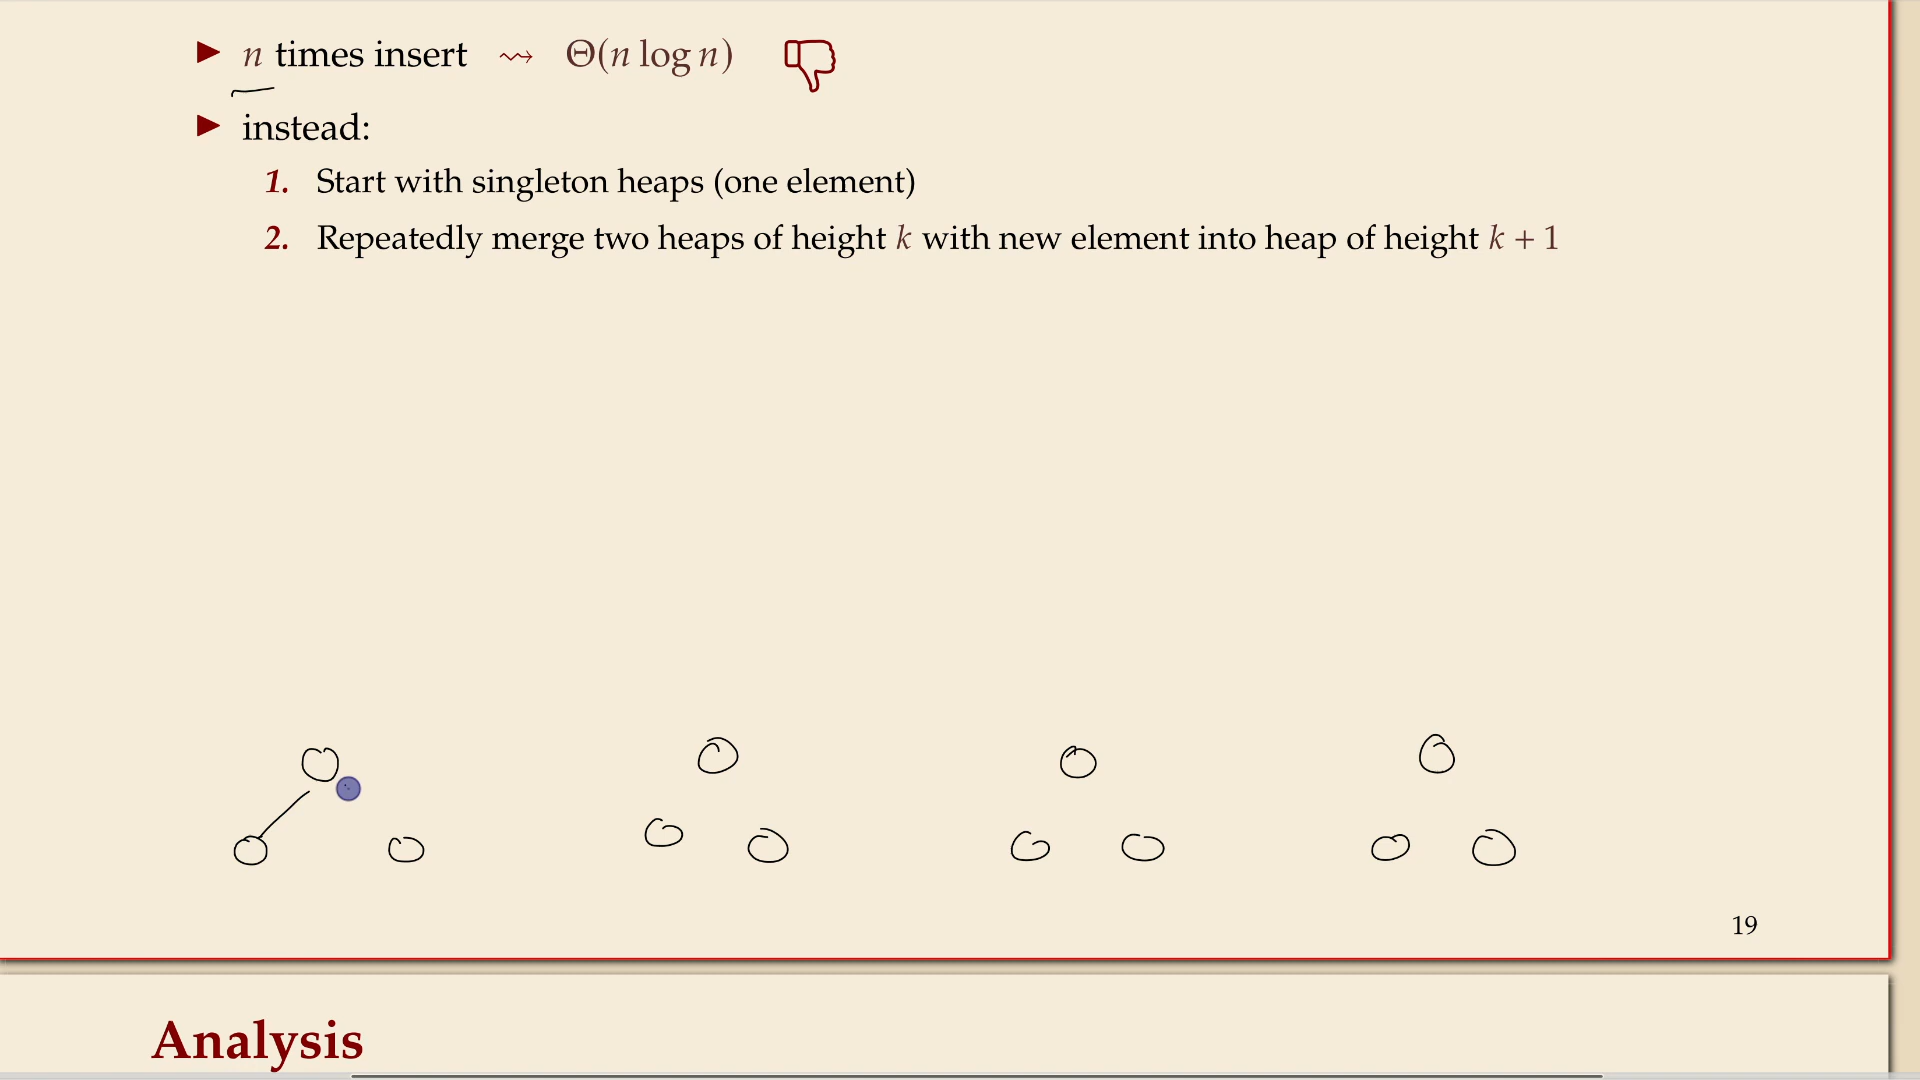 ▶ n times insert ⇝ Θ(n log n)
▶ instead:
1. Start with singleton heaps (one element)
2. Repeatedly merge two heaps of height k with new element into heap of height k + 1
19
Analysis